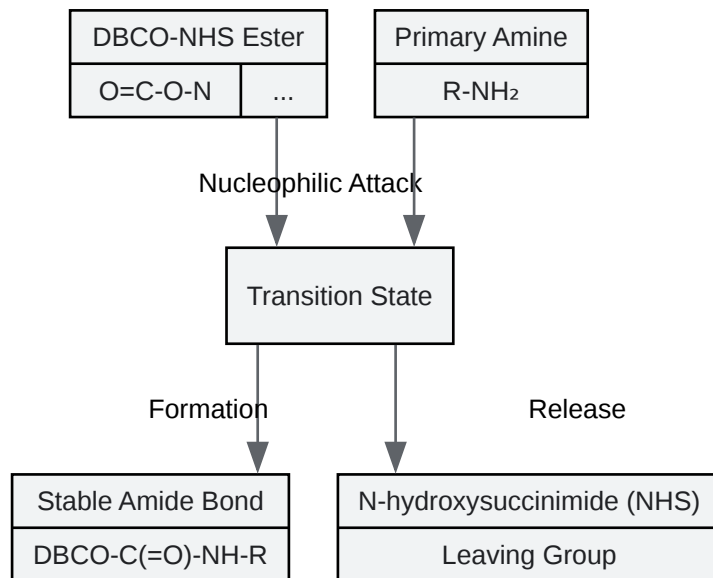 DBCO-NHS Ester
O=C-O-N
...
Primary Amine
R-NH₂
Nucleophilic Attack
Transition State
Formation
Release
Stable Amide Bond
DBCO-C(=O)-NH-R
N-hydroxysuccinimide (NHS)
Leaving Group